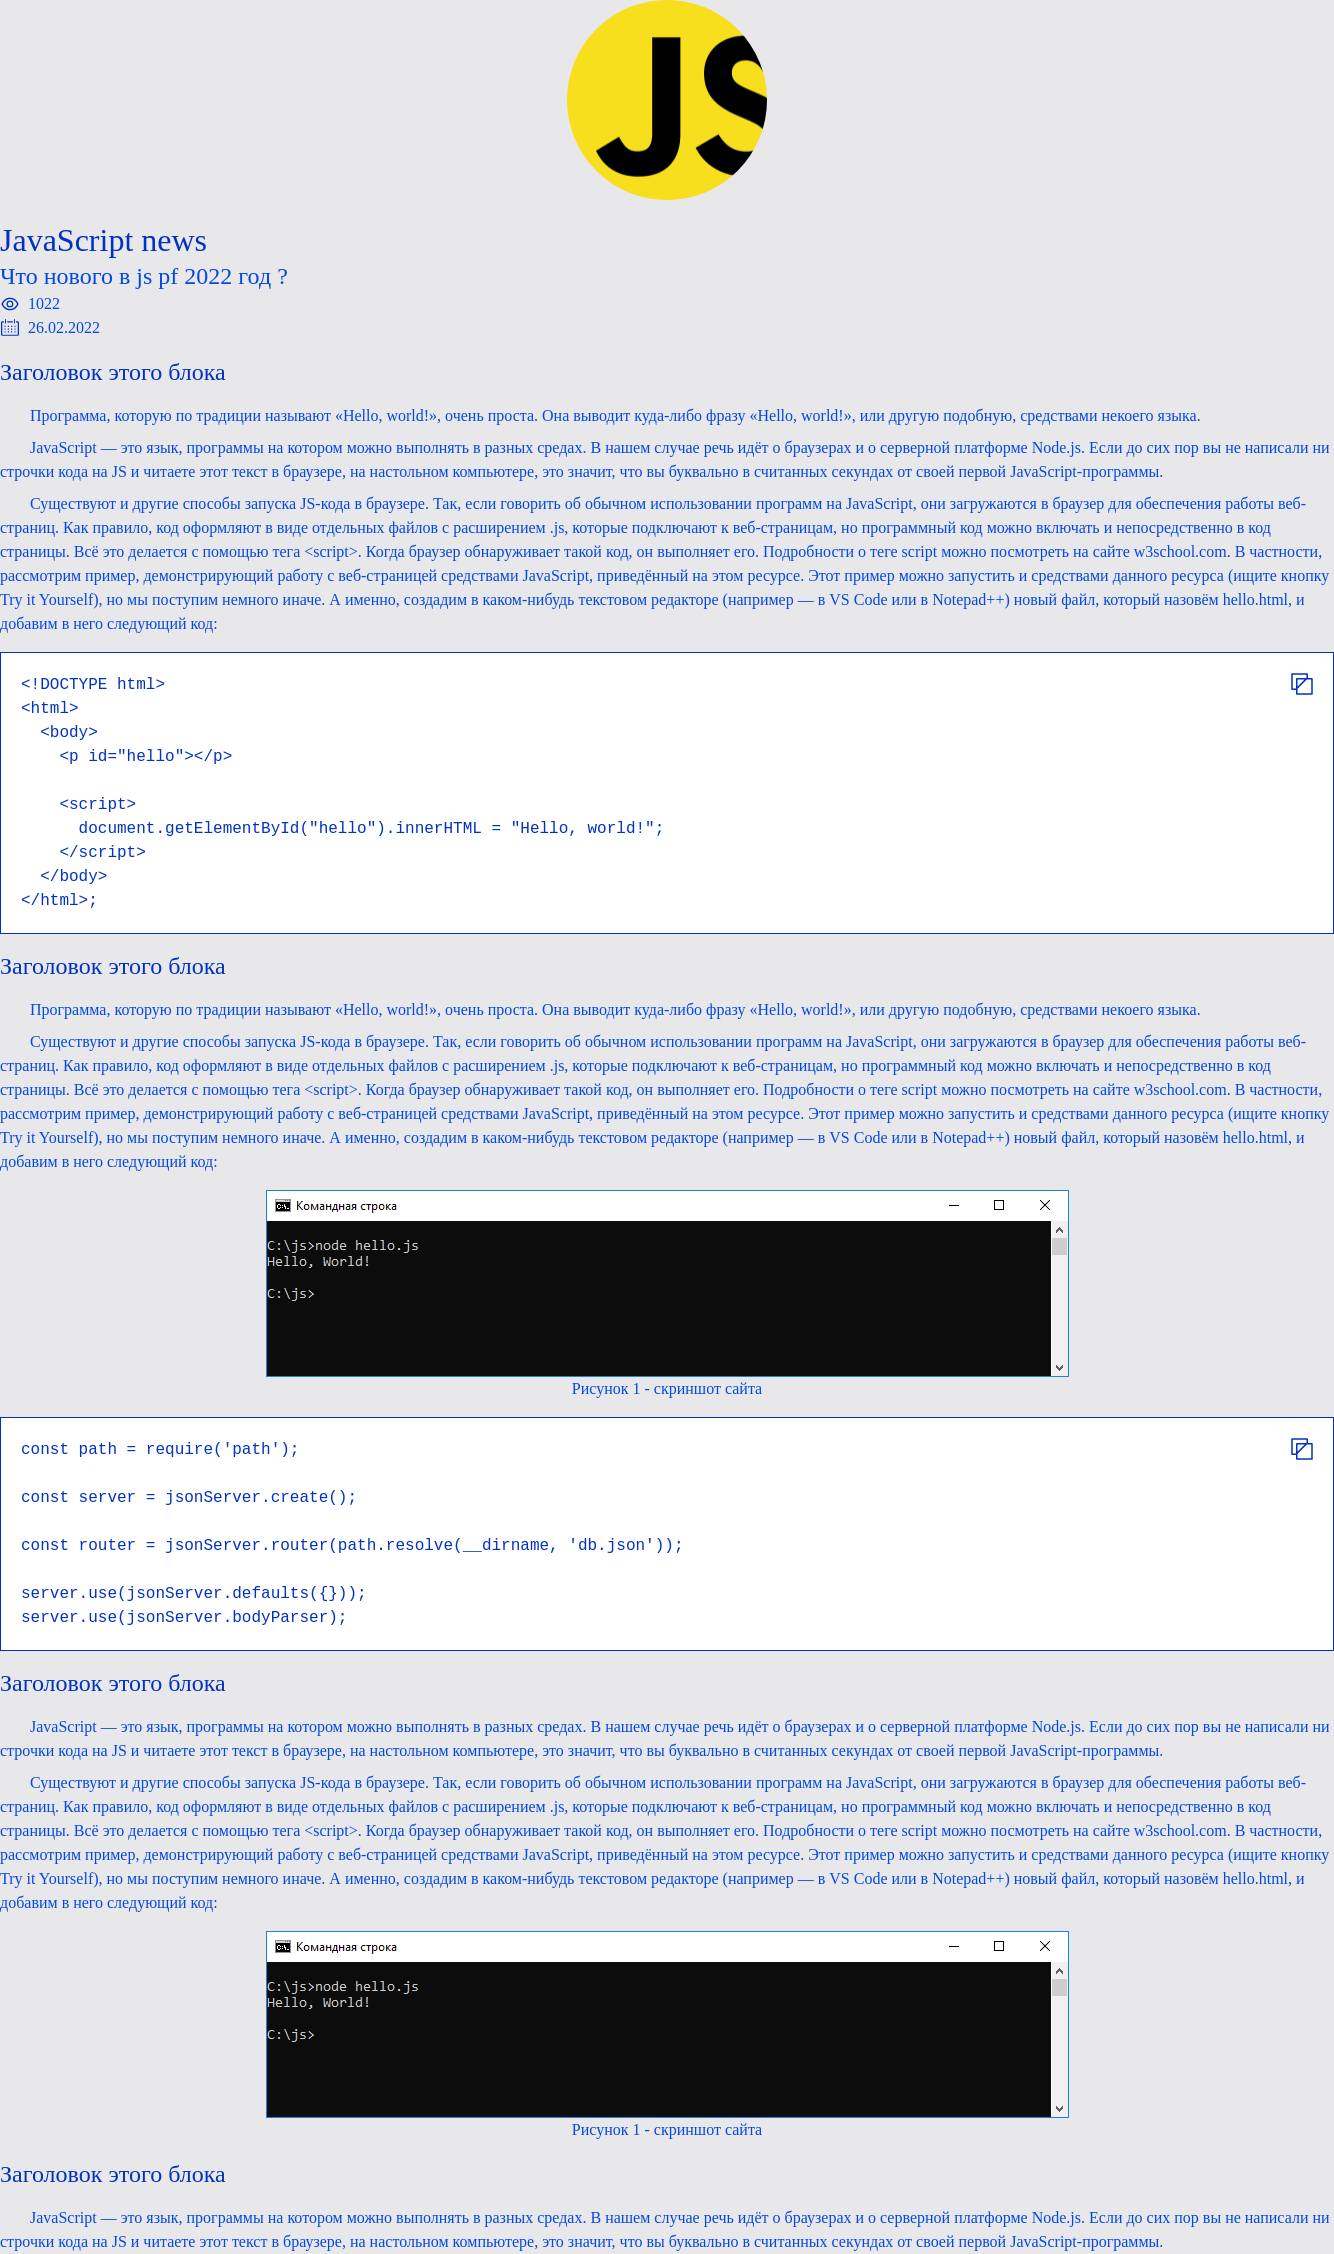 JS
JavaScript news
Что нового в js pf 2022 год ?
1022
26.02.2022
Заголовок этого блока
Программа, которую по традиции называют «Hello, world!», очень проста. Она выводит куда-либо фразу «Hello, world!», или другую подобную, средствами некоего языка.
JavaScript — это язык, программы на котором можно выполнять в разных средах. В нашем случае речь идёт о браузерах и о серверной платформе Node.js. Если до сих пор вы не написали ни
строчки кода на JS и читаете этот текст в браузере, на настольном компьютере, это значит, что вы буквально в считанных секундах от своей первой JavaScript-программы.
Существуют и другие способы запуска JS-кода в браузере. Так, если говорить об обычном использовании программ на JavaScript, они загружаются в браузер для обеспечения работы веб-
страниц. Как правило, код оформляют в виде отдельных файлов с расширением .js, которые подключают к веб-страницам, но программный код можно включать и непосредственно в код
страницы. Всё это делается с помощью тега <script>. Когда браузер обнаруживает такой код, он выполняет его. Подробности о теге script можно посмотреть на сайте w3school.com. В частности,
рассмотрим пример, демонстрирующий работу с веб-страницей средствами JavaScript, приведённый на этом ресурсе. Этот пример можно запустить и средствами данного ресурса (ищите кнопку
Try it Yourself), но мы поступим немного иначе. А именно, создадим в каком-нибудь текстовом редакторе (например — в VS Code или в Notepad++) новый файл, который назовём hello.html, и
добавим в него следующий код:
<!DOCTYPE html>
<html>
  <body>
    <p id="hello"></p>
    <script>
      document.getElementById("hello").innerHTML = "Hello, world!";
    </script>
  </body>
</html>;
Заголовок этого блока
Программа, которую по традиции называют «Hello, world!», очень проста. Она выводит куда-либо фразу «Hello, world!», или другую подобную, средствами некоего языка.
Существуют и другие способы запуска JS-кода в браузере. Так, если говорить об обычном использовании программ на JavaScript, они загружаются в браузер для обеспечения работы веб-
страниц. Как правило, код оформляют в виде отдельных файлов с расширением .js, которые подключают к веб-страницам, но программный код можно включать и непосредственно в код
страницы. Всё это делается с помощью тега <script>. Когда браузер обнаруживает такой код, он выполняет его. Подробности о теге script можно посмотреть на сайте w3school.com. В частности,
рассмотрим пример, демонстрирующий работу с веб-страницей средствами JavaScript, приведённый на этом ресурсе. Этот пример можно запустить и средствами данного ресурса (ищите кнопку
Try it Yourself), но мы поступим немного иначе. А именно, создадим в каком-нибудь текстовом редакторе (например — в VS Code или в Notepad++) новый файл, который назовём hello.html, и
добавим в него следующий код:
Командная строка
C:\js>node hello.js
Hello, World!
C:\js>
Рисунок 1 - скриншот сайта
const path = require('path');
const server = jsonServer.create();
const router = jsonServer.router(path.resolve(__dirname, 'db.json'));
server.use(jsonServer.defaults({}));
server.use(jsonServer.bodyParser);
Заголовок этого блока
JavaScript — это язык, программы на котором можно выполнять в разных средах. В нашем случае речь идёт о браузерах и о серверной платформе Node.js. Если до сих пор вы не написали ни
строчки кода на JS и читаете этот текст в браузере, на настольном компьютере, это значит, что вы буквально в считанных секундах от своей первой JavaScript-программы.
Существуют и другие способы запуска JS-кода в браузере. Так, если говорить об обычном использовании программ на JavaScript, они загружаются в браузер для обеспечения работы веб-
страниц. Как правило, код оформляют в виде отдельных файлов с расширением .js, которые подключают к веб-страницам, но программный код можно включать и непосредственно в код
страницы. Всё это делается с помощью тега <script>. Когда браузер обнаруживает такой код, он выполняет его. Подробности о теге script можно посмотреть на сайте w3school.com. В частности,
рассмотрим пример, демонстрирующий работу с веб-страницей средствами JavaScript, приведённый на этом ресурсе. Этот пример можно запустить и средствами данного ресурса (ищите кнопку
Try it Yourself), но мы поступим немного иначе. А именно, создадим в каком-нибудь текстовом редакторе (например — в VS Code или в Notepad++) новый файл, который назовём hello.html, и
добавим в него следующий код:
Командная строка
C:\js>node hello.js
Hello, World!
C:\js>
Рисунок 1 - скриншот сайта
Заголовок этого блока
JavaScript — это язык, программы на котором можно выполнять в разных средах. В нашем случае речь идёт о браузерах и о серверной платформе Node.js. Если до сих пор вы не написали ни
строчки кода на JS и читаете этот текст в браузере, на настольном компьютере, это значит, что вы буквально в считанных секундах от своей первой JavaScript-программы.